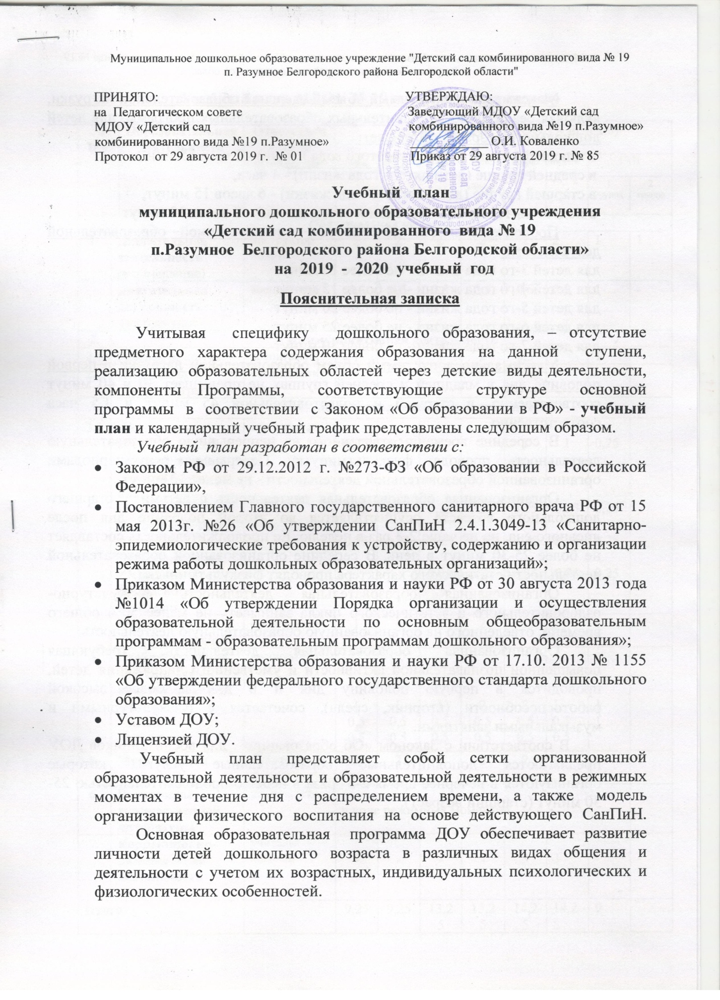 Муниципальное дошкольное образовательное учреждение "Детский сад комбинированного вида № 19
п. Разумное Белгородского района Белгородской области"
ПРИНЯТО:
на Педагогическом совете
МДОУ «Детский сад
комбинированного вида №19 п.Разумное»
Протокол от 29 августа 2019 г. № 01
УТВЕРЖДАЮ:
Заведующий МДОУ «Детский сад
комбинированного вида №19 п.Разумное»
____________ О.И. Коваленко
Приказ от 29 августа 2019 г. № 85
Учебный план
муниципального дошкольного образовательного учреждения
«Детский сад комбинированного вида № 19
п.Разумное Белгородского района Белгородской области»
на 2019 - 2020 учебный год
Пояснительная записка
Учитывая специфику дошкольного образования, – отсутствие
предметного характера содержания образования на данной ступени,
реализацию образовательных областей через детские виды деятельности,
компоненты Программы, соответствующие структуре основной
программы в соответствии с Законом «Об образовании в РФ» - учебный
план и календарный учебный график представлены следующим образом.
Учебный план разработан в соответствии с:
• Законом РФ от 29.12.2012 г. №273-ФЗ «Об образовании в Российской
Федерации»,
• Постановлением Главного государственного санитарного врача РФ от 15
мая 2013г. №26 «Об утверждении СанПиН 2.4.1.3049-13 «Санитарно-
эпидемиологические требования к устройству, содержанию и организации
режима работы дошкольных образовательных организаций»;
• Приказом Министерства образования и науки РФ от 30 августа 2013 года
№1014 «Об утверждении Порядка организации и осуществления
образовательной деятельности по основным общеобразовательным
программам - образовательным программам дошкольного образования»;
• Приказом Министерства образования и науки РФ от 17.10. 2013 № 1155
«Об утверждении федерального государственного стандарта дошкольного
образования»;
• Уставом ДОУ;
• Лицензией ДОУ.
Учебный план представляет собой сетки организованной
образовательной деятельности и образовательной деятельности в режимных
моментах в течение дня с распределением времени, а также модель
организации физического воспитания на основе действующего СанПиН.
Основная образовательная программа ДОУ обеспечивает развитие
личности детей дошкольного возраста в различных видах общения и
деятельности с учетом их возрастных, индивидуальных психологических и
физиологических особенностей.